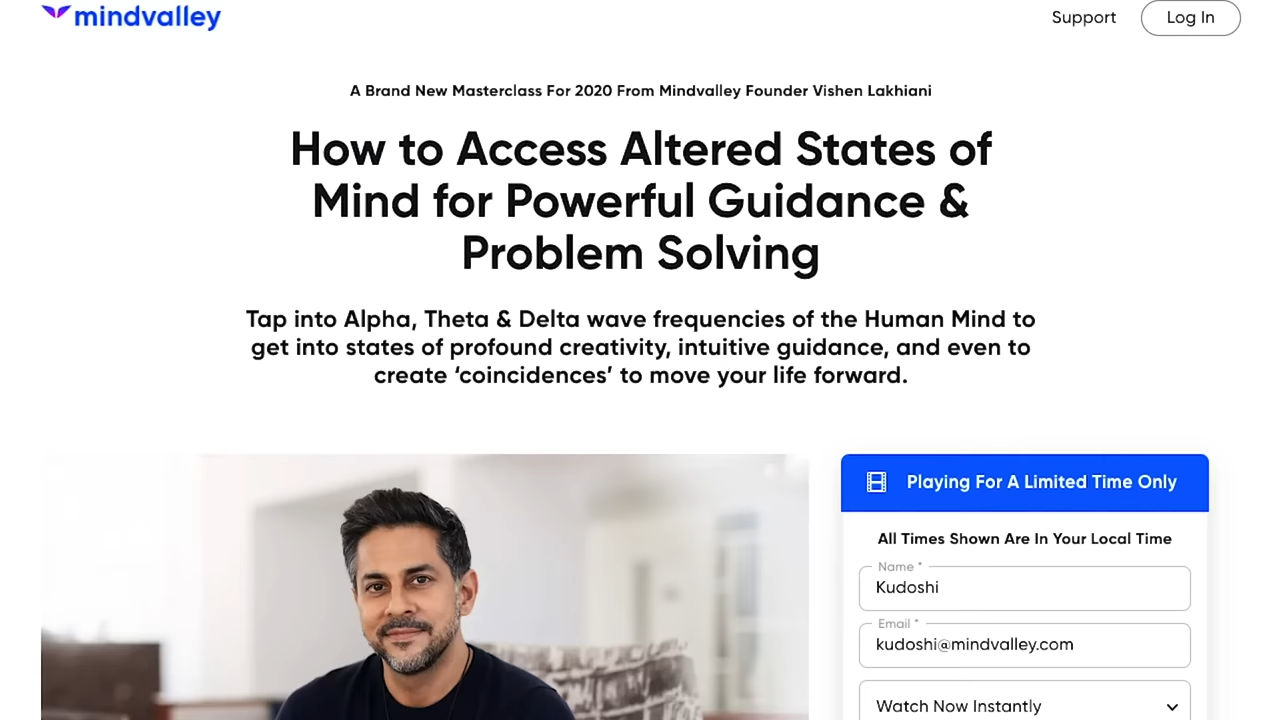 mindvalley
Support
Log In
A Brand New Masterclass For 2020 From Mindvalley Founder Vishen Lakhiani
How to Access Altered States of
Mind for Powerful Guidance &
Problem Solving
Tap into Alpha, Theta & Delta wave frequencies of the Human Mind to
get into states of profound creativity, intuitive guidance, and even to
create ‘coincidences’ to move your life forward.
Playing For A Limited Time Only
All Times Shown Are In Your Local Time
Name *
Kudoshi
Email *
kudoshi@mindvalley.com
Watch Now Instantly